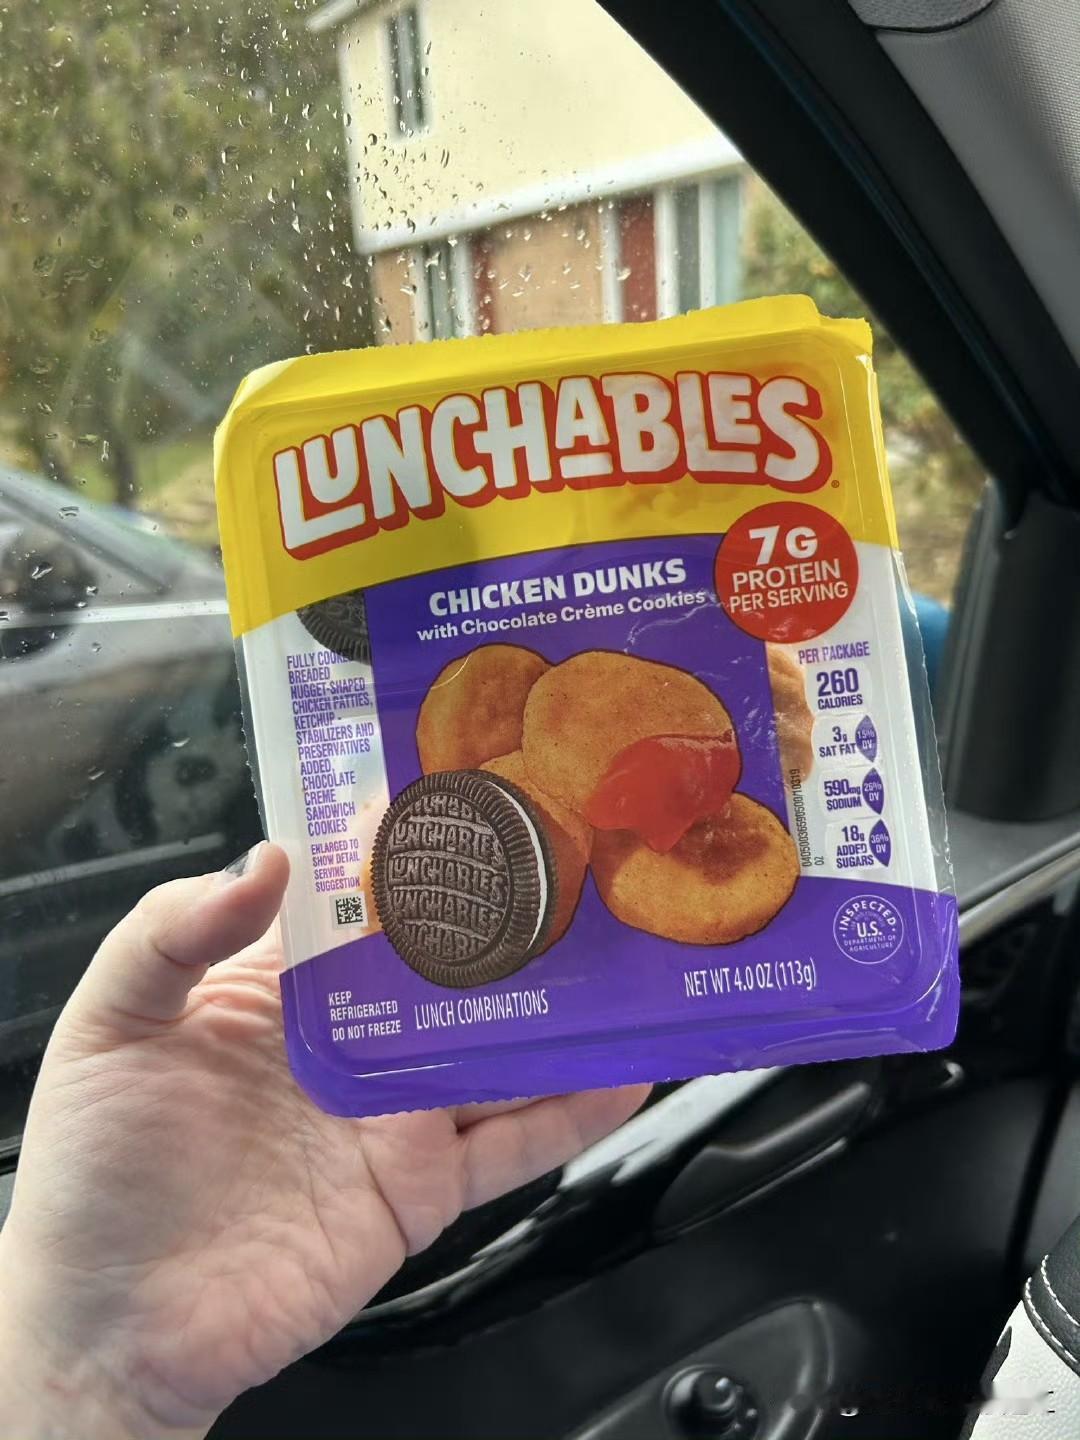 LUNCHABLES
7G
PROTEIN
PER SERVING
CHICKEN DUNKS
with Chocolate Crème Cookies
FULLY COOKED
BREADED
NUGGET-SHAPED
CHICKEN PATTIES,
KETCHUP -
STABILIZERS AND
PRESERVATIVES
ADDED,
CHOCOLATE
CREME
SANDWICH
COOKIES
ENLARGED TO
SHOW DETAIL
SERVING
SUGGESTION
PER PACKAGE
260
CALORIES
3g
SAT FAT
15%
DV
590mg
SODIUM
26%
DV
18g
ADDED
SUGARS
36%
DV
LUNCHABLES
LUNCHABLES
INSPECTED
U.S.
DEPARTMENT OF
AGRICULTURE
KEEP
REFRIGERATED
DO NOT FREEZE
LUNCH COMBINATIONS
NET WT 4.0 OZ (113g)